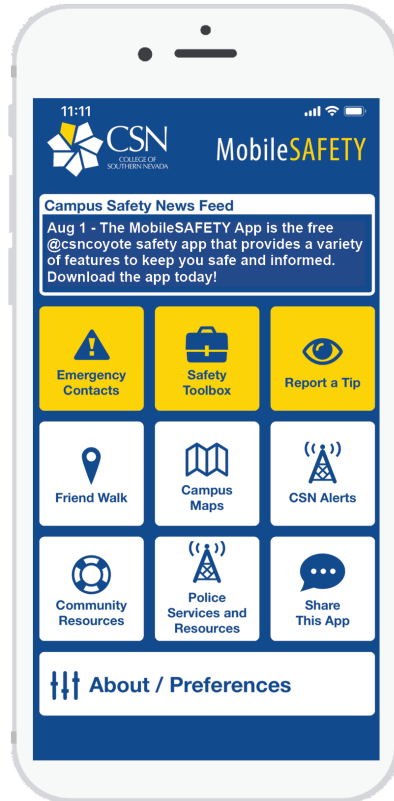 11:11
CSN
COLLEGE OF
SOUTHERN NEVADA
MobileSAFETY
Campus Safety News Feed
Aug 1 - The MobileSAFETY App is the free
@csncoyote safety app that provides a variety
of features to keep you safe and informed.
Download the app today!
Emergency
Contacts
Safety
Toolbox
Report a Tip
Friend Walk
Campus
Maps
CSN Alerts
Community
Resources
Police
Services and
Resources
Share
This App
About / Preferences